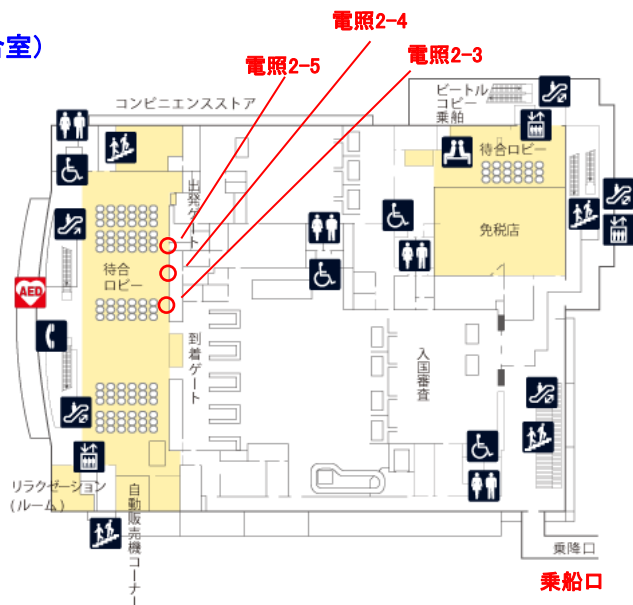 合室）
電照2-4
電照2-3
電照2-5
コンビニエンスストア
ビートル
コビー
乗船
待合ロビー
出発ゲート
免税店
待合
ロビー
AED
到着ゲート
入国審査
リラクゼーション
(ルーム)
自動販売機コーナー
乗降口
乗船口